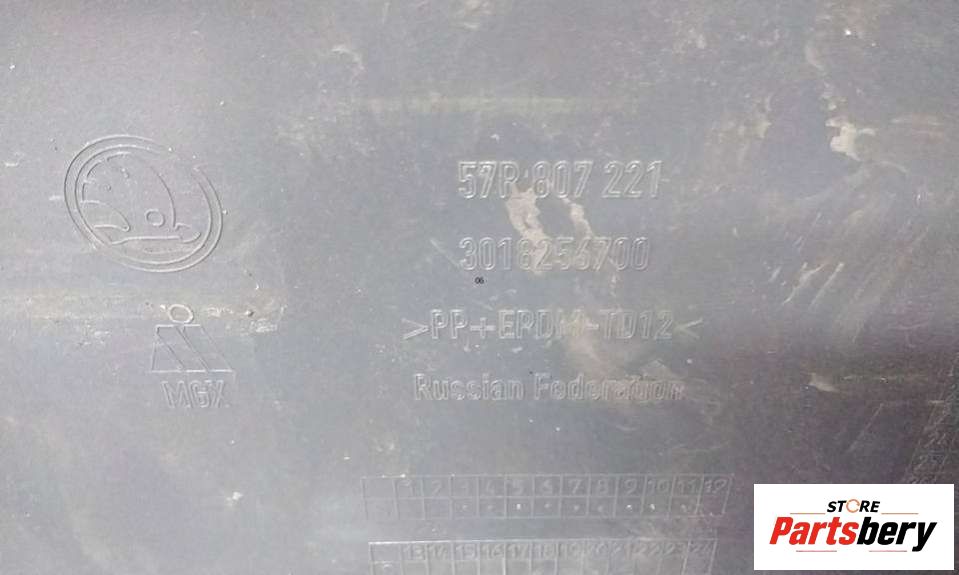 57R 807 221
3018256700
06
>PP+EPDM-TD12<
Russian Federation
MGX
1 2 3 4 5 6 7 8 9 10 11 12
13 14 15 16 17 18 19 20 21 22 23 24
STORE
Partsbery